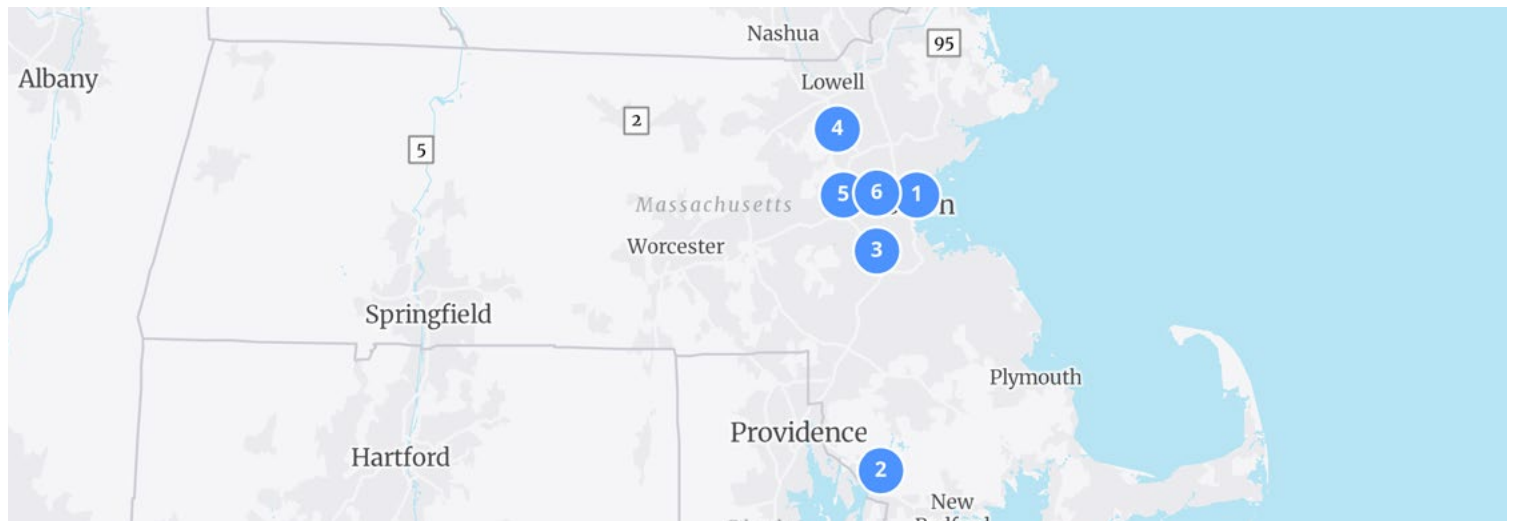 Nashua
95
Albany
Lowell
2
4
5
5
6
1
n
Massachusetts
Worcester
3
Springfield
Plymouth
Providence
Hartford
2
New